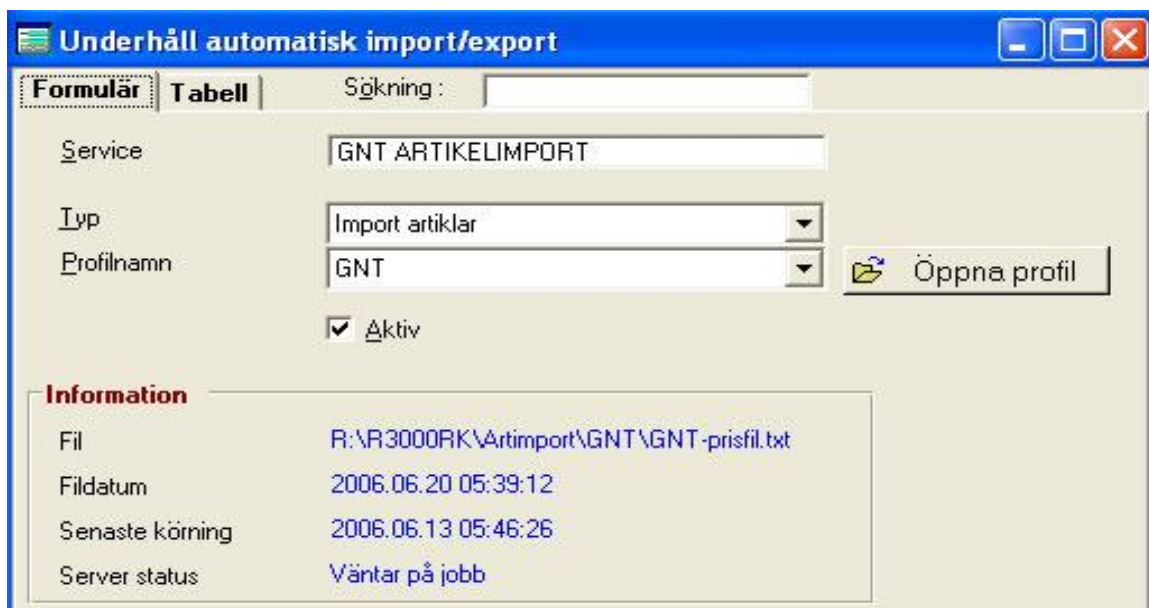 Underhåll automatisk import/export
Formulär Tabell Sökning :
Service GNT ARTIKELIMPORT
Typ Import artiklar
Profilnamn GNT Öppna profil
Aktiv
Information
Fil R:\R3000RK\Artimport\GNT\GNT-prisfil.txt
Fildatum 2006.06.20 05:39:12
Senaste körning 2006.06.13 05:46:26
Server status Väntar på jobb